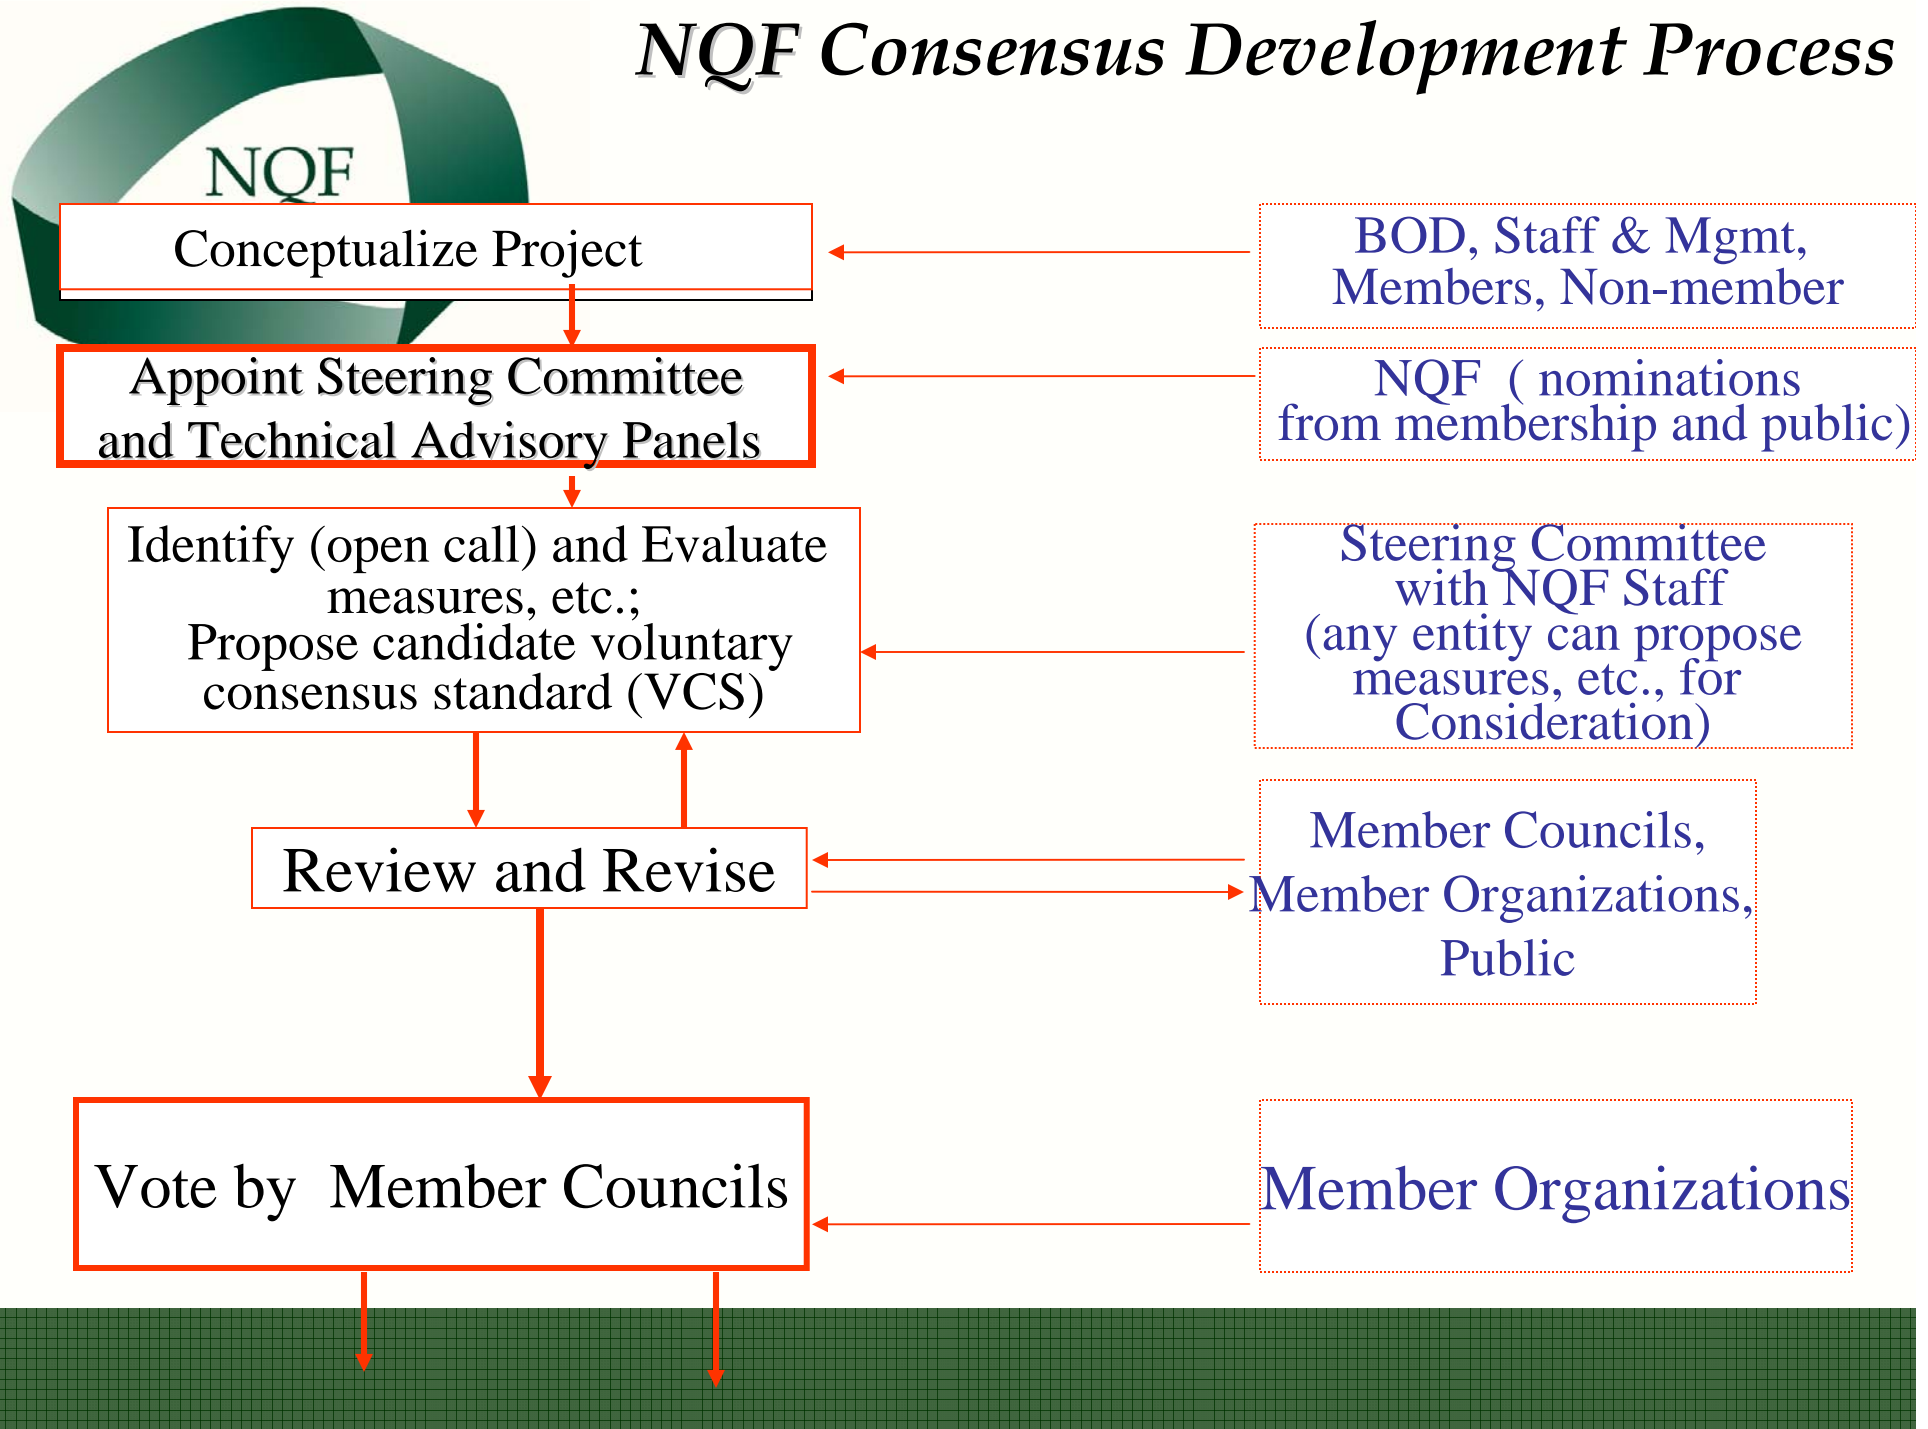 NQF Consensus Development Process
NQF
Conceptualize Project
BOD, Staff & Mgmt,
Members, Non-member
Appoint Steering Committee
and Technical Advisory Panels
NQF ( nominations
from membership and public)
Identify (open call) and Evaluate
measures, etc.;
Propose candidate voluntary
consensus standard (VCS)
Steering Committee
with NQF Staff
(any entity can propose
measures, etc., for
Consideration)
Review and Revise
Member Councils,
Member Organizations,
Public
Vote by Member Councils
Member Organizations